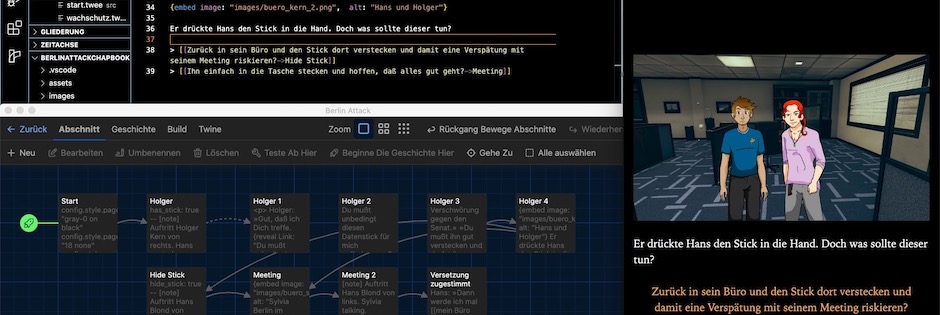 start.twee src
wachschutz.tw...
GLIEDERUNG
ZEITACHSE
BERLINATTACKCHAPBOOK
.vscode
assets
images
34
35 {embed image: "images/buero_kern_2.png", alt: "Hans und Holger"}
36 Er drückte Hans den Stick in die Hand. Doch was sollte dieser tun?
37
38 > [[Zurück in sein Büro und den Stick dort verstecken und damit eine Verspätung mit
seinem Meeting riskieren?->Hide Stick]]
39 > [[Ihn einfach in die Tasche stecken und hoffen, daß alles gut geht?->Meeting]]
Berlin Attack
Zurück Abschnitt Geschichte Build Twine Zoom Rückgang Bewege Abschnitte Wiederher
Neu Bearbeiten Umbenennen Löschen Teste Ab Hier Beginne Die Geschichte Hier Gehe Zu Alle auswählen
Start
config.style.page
"gray-0 on
black"
config.style.page
"18 none"
Holger
has_stick: true
-- [note]
Auftritt Holger
Kern von
rechts. Hans
Holger 1
<p> Holger:
»Gut, daß ich
Dich treffe.
{reveal Link:
"Du mußt
Holger 2
Du mußt
unbedingt
diesen
Datenstick für
mich
Holger 3
Verschwörung
gegen den
Senat.« »Du
mußt ihn gut
verstecken und
Holger 4
{embed image:
"images/buero_k
alt: "Hans und
Holger"} Er
drückte Hans
Hide Stick
hide_stick: true
-- [note]
Auftritt Hans
Meeting
{embed image:
"images/buero_s
alt: "Sylvia
Berlin im
Meeting 2
[note] Auftritt
Hans Blond von
links. Sylvia
talking.
Versetzung
zugestimmt
Hans: »Dann
werde ich mal
[[mein Büro
Er drückte Hans den Stick in die Hand. Doch was sollte dieser
tun?
Zurück in sein Büro und den Stick dort verstecken und
damit eine Verspätung mit seinem Meeting riskieren?